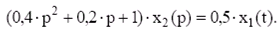 (0,4·p² + 0,2·p + 1)·x₂(p) = 0,5·x₁(t).